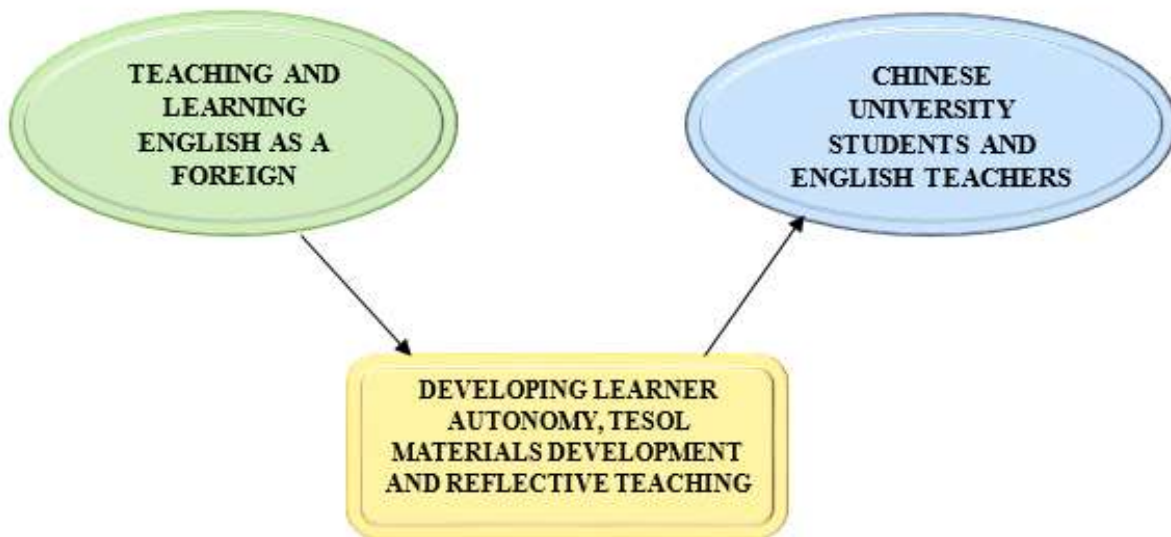 TEACHING AND
LEARNING
ENGLISH AS A
FOREIGN
CHINESE
UNIVERSITY
STUDENTS AND
ENGLISH TEACHERS
DEVELOPING LEARNER
AUTONOMY, TESOL
MATERIALS DEVELOPMENT
AND REFLECTIVE TEACHING